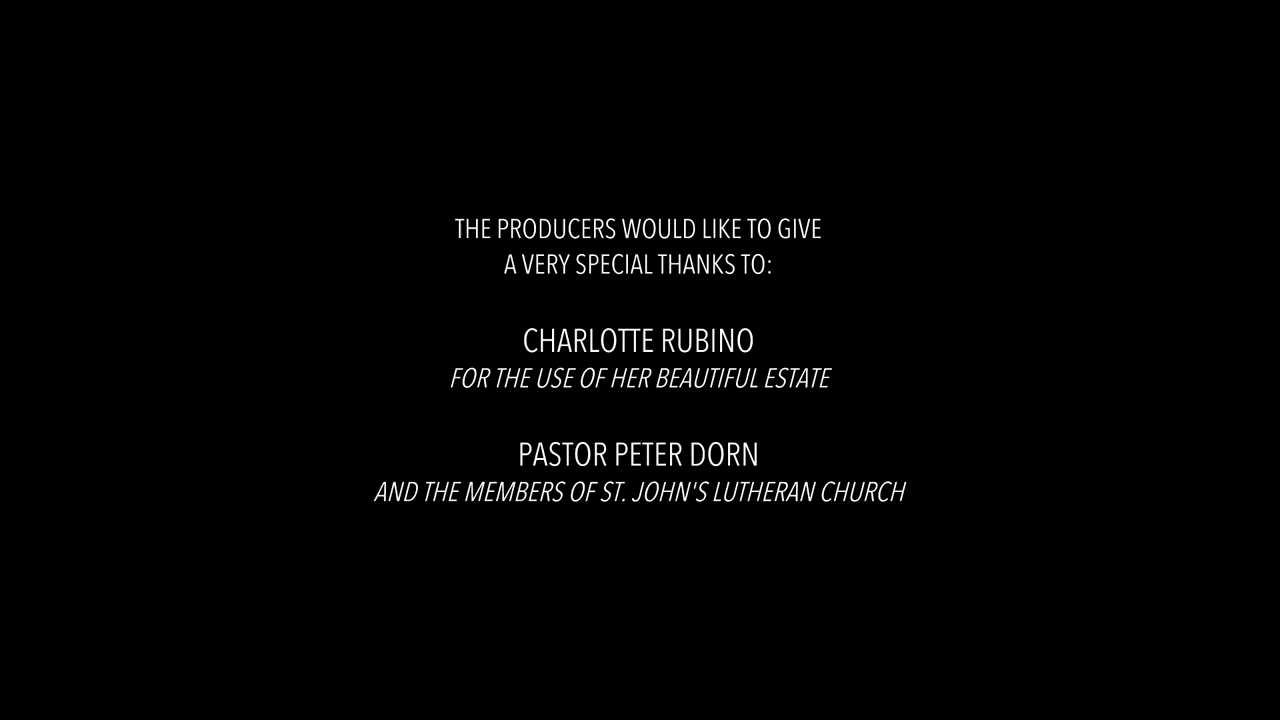 THE PRODUCERS WOULD LIKE TO GIVE
A VERY SPECIAL THANKS TO:
CHARLOTTE RUBINO
FOR THE USE OF HER BEAUTIFUL ESTATE
PASTOR PETER DORN
AND THE MEMBERS OF ST. JOHN'S LUTHERAN CHURCH